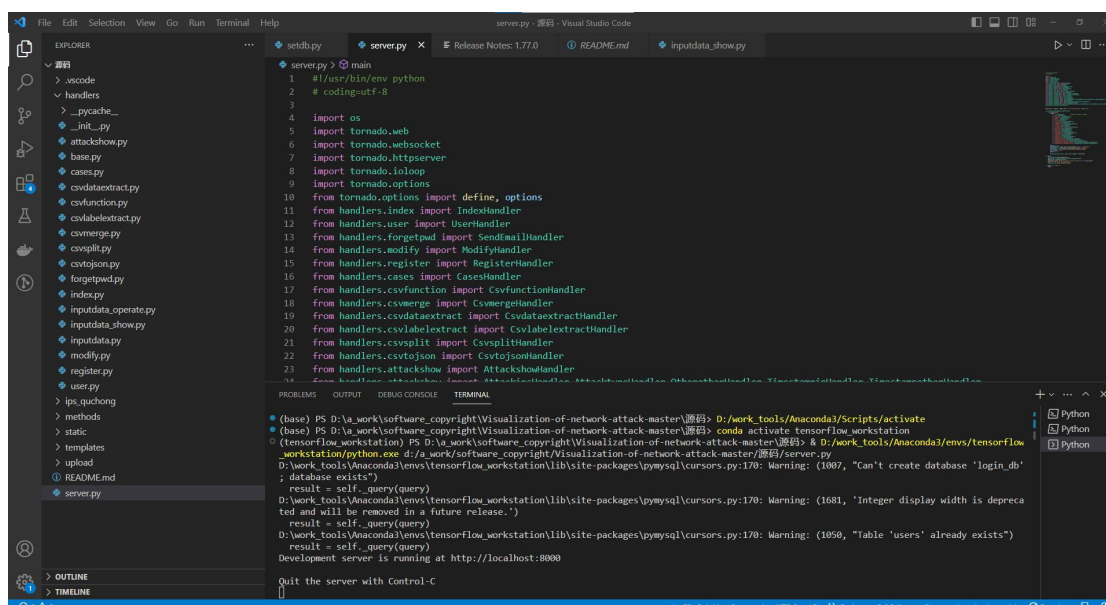 File Edit Selection View Go Run Terminal Help
server.py - 源码 - Visual Studio Code
EXPLORER
源码
.vscode
handlers
__pycache__
__init__.py
attackshow.py
base.py
cases.py
csvdataextract.py
csvfunction.py
csvlabelextract.py
csvmerge.py
csvsplit.py
csvtojson.py
forgetpwd.py
index.py
inputdata_operate.py
inputdata_show.py
inputdata.py
modify.py
register.py
user.py
ips_quchong
methods
static
templates
upload
README.md
server.py
OUTLINE
TIMELINE
4
1
setdb.py server.py Release Notes: 1.77.0 README.md inputdata_show.py
server.py > main
1 #!/usr/bin/env python
2 # coding=utf-8
3
4 import os
5 import tornado.web
6 import tornado.websocket
7 import tornado.httpserver
8 import tornado.ioloop
9 import tornado.options
10 from tornado.options import define, options
11 from handlers.index import IndexHandler
12 from handlers.user import UserHandler
13 from handlers.forgetpwd import SendEmailHandler
14 from handlers.modify import ModifyHandler
15 from handlers.register import RegisterHandler
16 from handlers.cases import CasesHandler
17 from handlers.csvfunction import CsvfunctionHandler
18 from handlers.csvmerge import CsvmergeHandler
19 from handlers.csvdataextract import CsvdataextractHandler
20 from handlers.csvlabelextract import CsvlabelextractHandler
21 from handlers.csvsplit import CsvsplitHandler
22 from handlers.csvtojson import CsvtojsonHandler
23 from handlers.attackshow import AttackshowHandler
PROBLEMS OUTPUT DEBUG CONSOLE TERMINAL
(base) PS D:\a_work\software_copyright\Visualization-of-network-attack-master\源码> D:/work_tools/Anaconda3/Scripts/activate
(base) PS D:\a_work\software_copyright\Visualization-of-network-attack-master\源码> conda activate tensorflow_workstation
(tensorflow_workstation) PS D:\a_work\software_copyright\Visualization-of-network-attack-master\源码> & D:/work_tools/Anaconda3/envs/tensorflow
_workstation/python.exe d:/a_work/software_copyright/Visualization-of-network-attack-master/源码/server.py
D:\work_tools\Anaconda3\envs\tensorflow_workstation\lib\site-packages\pymysql\cursors.py:170: Warning: (1007, "Can't create database 'login_db'
; database exists")
result = self._query(query)
D:\work_tools\Anaconda3\envs\tensorflow_workstation\lib\site-packages\pymysql\cursors.py:170: Warning: (1681, 'Integer display width is depreca
ted and will be removed in a future release.')
result = self._query(query)
D:\work_tools\Anaconda3\envs\tensorflow_workstation\lib\site-packages\pymysql\cursors.py:170: Warning: (1050, "Table 'users' already exists")
result = self._query(query)
Development server is running at http://localhost:8000
Quit the server with Control-C
Python
Python
Python